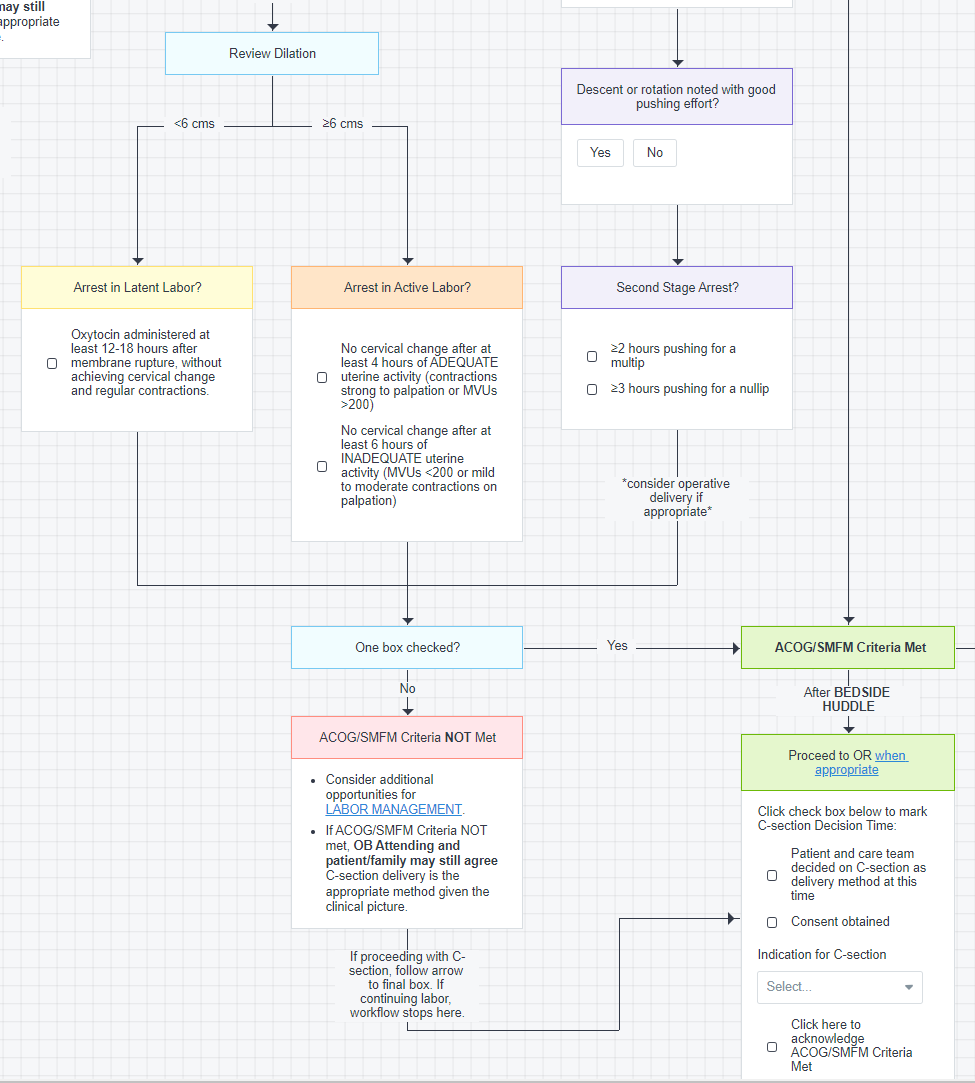 may still
appropriate
Review Dilation
<6 cms
≥6 cms
Descent or rotation noted with good
pushing effort?
Yes
No
Arrest in Latent Labor?
Oxytocin administered at
least 12-18 hours after
membrane rupture, without
achieving cervical change
and regular contractions.
Arrest in Active Labor?
No cervical change after at
least 4 hours of ADEQUATE
uterine activity (contractions
strong to palpation or MVUs
>200)
No cervical change after at
least 6 hours of
INADEQUATE uterine
activity (MVUs <200 or mild
to moderate contractions on
palpation)
Second Stage Arrest?
≥2 hours pushing for a
multip
≥3 hours pushing for a nullip
*consider operative
delivery if
appropriate*
One box checked?
Yes
No
ACOG/SMFM Criteria NOT Met
• Consider additional
opportunities for
LABOR MANAGEMENT.
• If ACOG/SMFM Criteria NOT
met, OB Attending and
patient/family may still agree
C-section delivery is the
appropriate method given the
clinical picture.
If proceeding with C-
section, follow arrow
to final box. If
continuing labor,
workflow stops here.
ACOG/SMFM Criteria Met
After BEDSIDE
HUDDLE
Proceed to OR when
appropriate
Click check box below to mark
C-section Decision Time:
Patient and care team
decided on C-section as
delivery method at this
time
Consent obtained
Indication for C-section
Select...
Click here to
acknowledge
ACOG/SMFM Criteria
Met